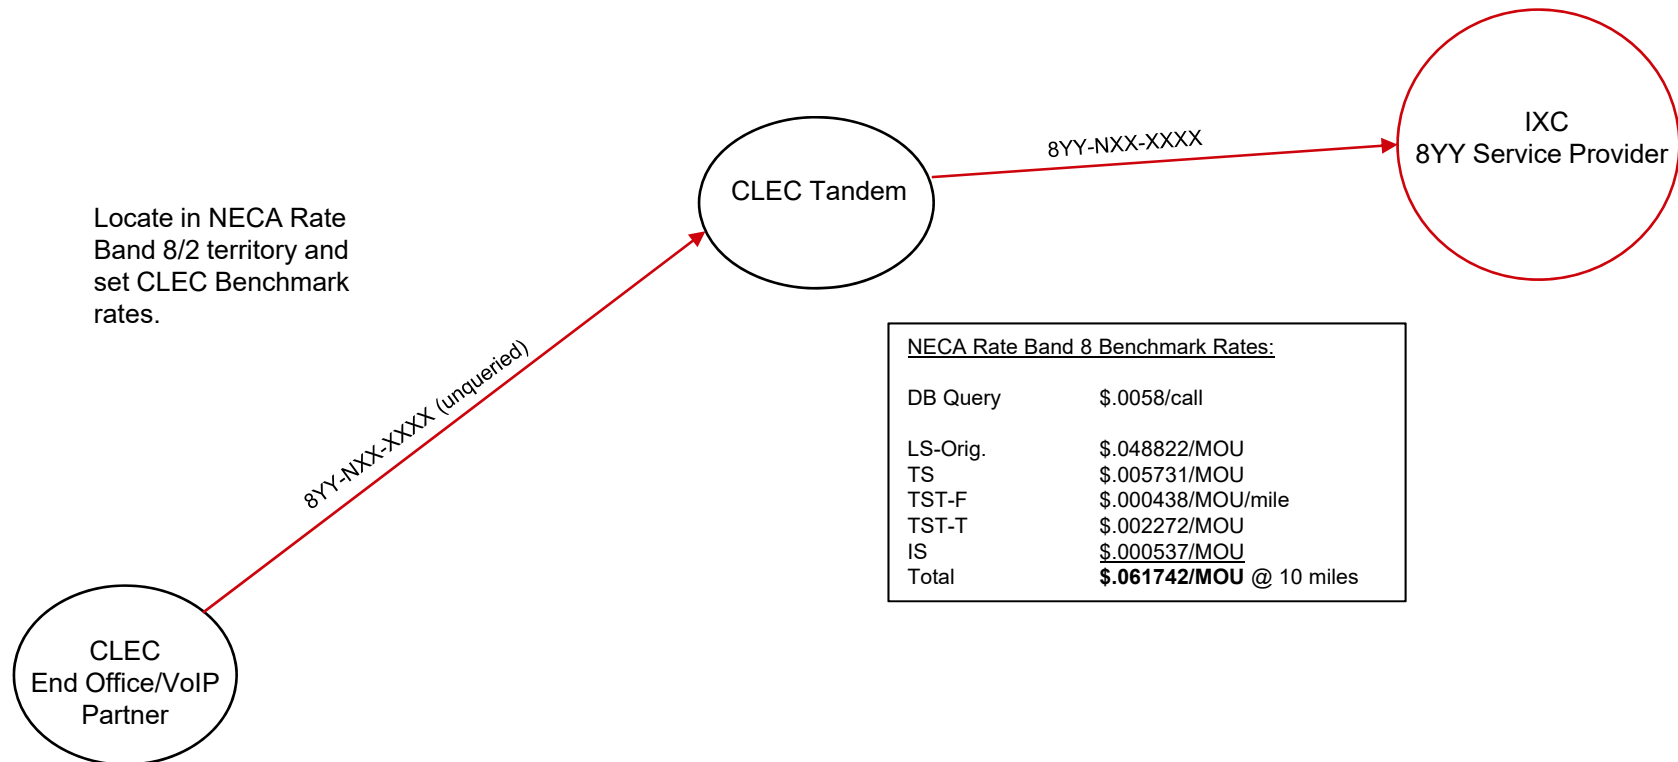 IXC
8YY Service Provider
8YY-NXX-XXXX
CLEC Tandem
Locate in NECA Rate
Band 8/2 territory and
set CLEC Benchmark
rates.
8YY-NXX-XXXX (unqueried)
NECA Rate Band 8 Benchmark Rates:
DB Query $.0058/call
LS-Orig. $.048822/MOU
TS $.005731/MOU
TST-F $.000438/MOU/mile
TST-T $.002272/MOU
IS $.000537/MOU
Total $.061742/MOU @ 10 miles
CLEC
End Office/VoIP
Partner